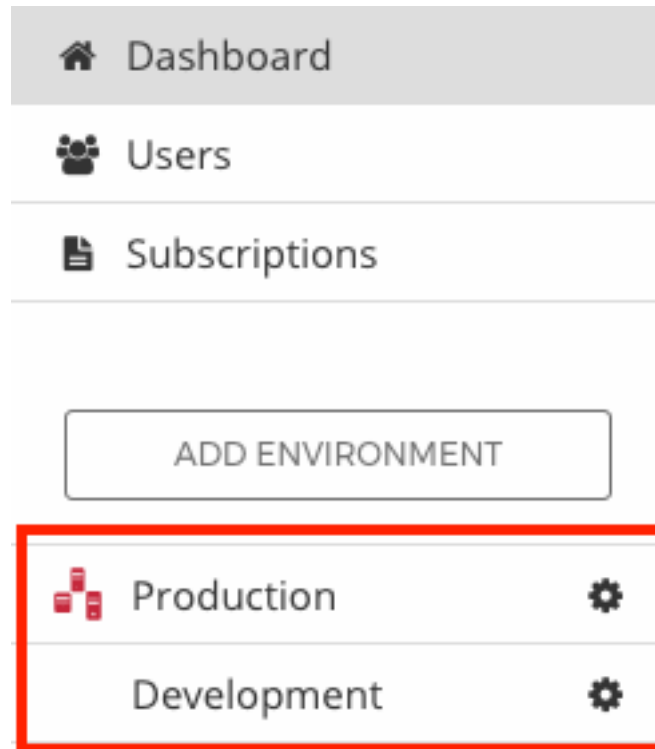 Dashboard
Users
Subscriptions
ADD ENVIRONMENT
Production
Development